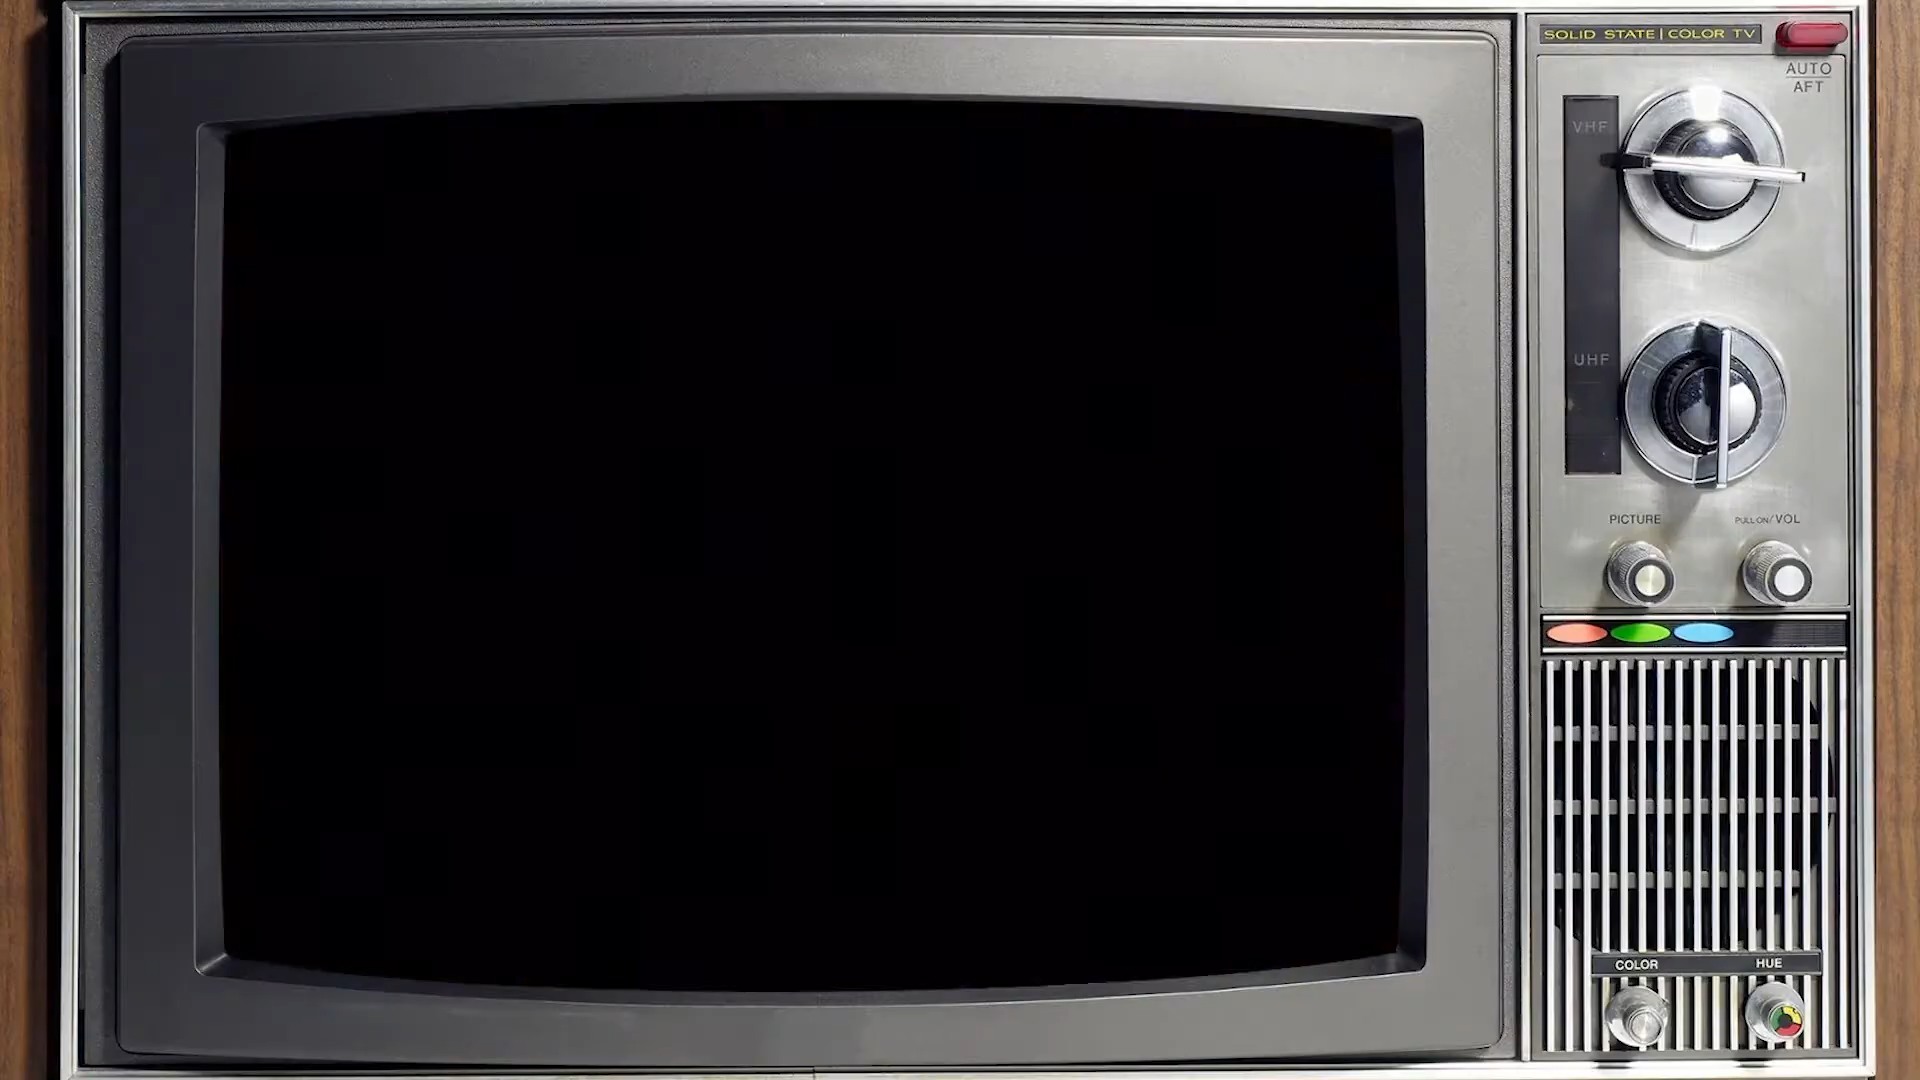 SOLID STATE | COLOR TV
AUTO
AFT
VHF
UHF
PICTURE
PULL ON/VOL
COLOR
HUE